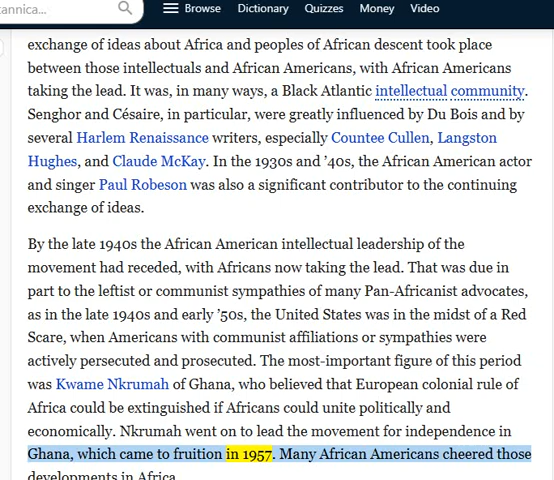 annica...
Browse Dictionary Quizzes Money Video
exchange of ideas about Africa and peoples of African descent took place
between those intellectuals and African Americans, with African Americans
taking the lead. It was, in many ways, a Black Atlantic intellectual community.
Senghor and Césaire, in particular, were greatly influenced by Du Bois and by
several Harlem Renaissance writers, especially Countee Cullen, Langston
Hughes, and Claude McKay. In the 1930s and ’40s, the African American actor
and singer Paul Robeson was also a significant contributor to the continuing
exchange of ideas.
By the late 1940s the African American intellectual leadership of the
movement had receded, with Africans now taking the lead. That was due in
part to the leftist or communist sympathies of many Pan-Africanist advocates,
as in the late 1940s and early ’50s, the United States was in the midst of a Red
Scare, when Americans with communist affiliations or sympathies were
actively persecuted and prosecuted. The most-important figure of this period
was Kwame Nkrumah of Ghana, who believed that European colonial rule of
Africa could be extinguished if Africans could unite politically and
economically. Nkrumah went on to lead the movement for independence in
Ghana, which came to fruition in 1957. Many African Americans cheered those
developments in Africa.